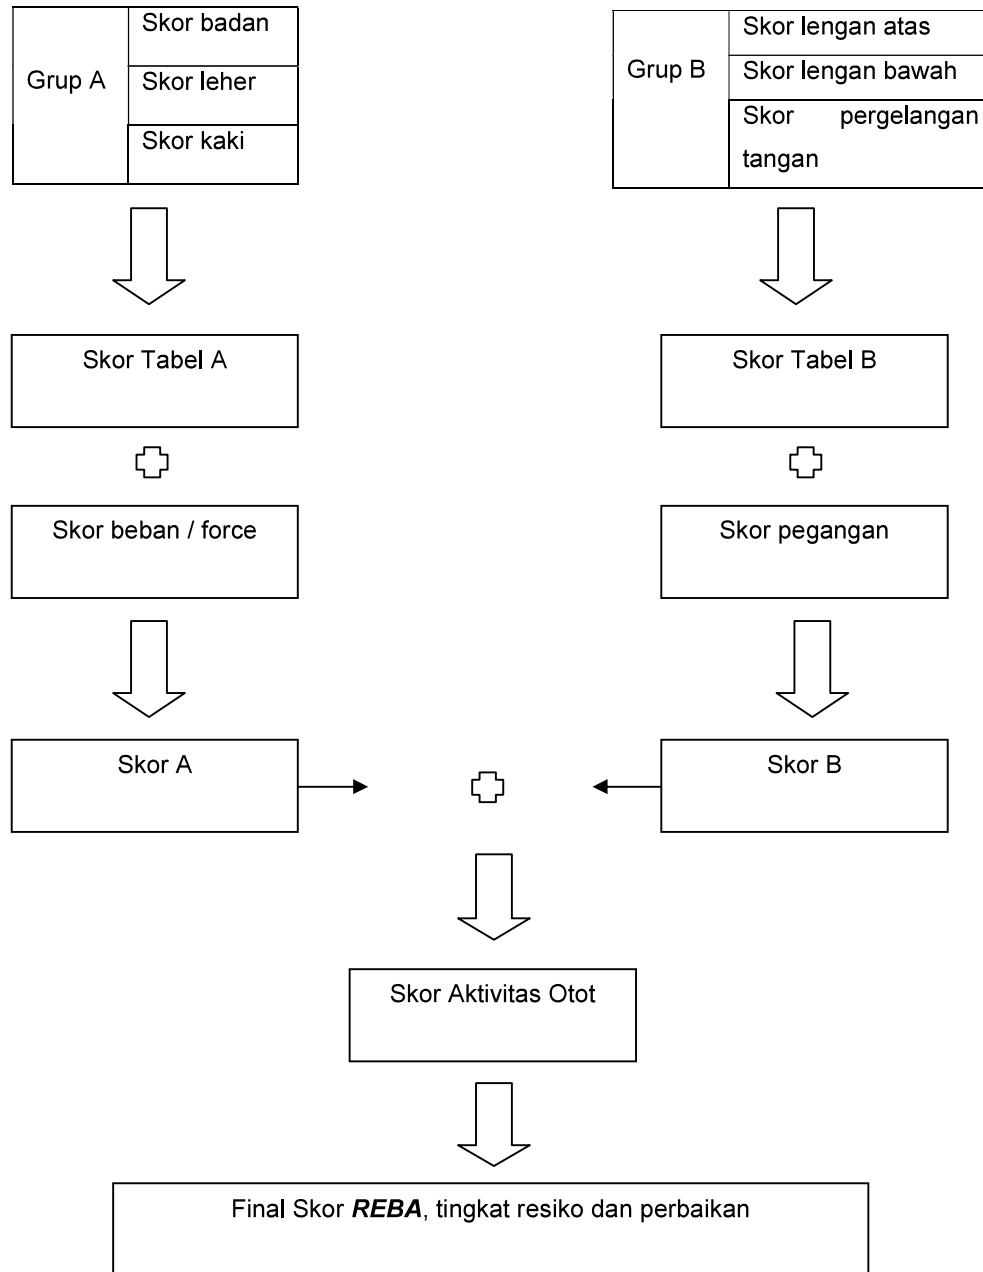 Grup A
Skor badan
Skor leher
Skor kaki
Grup B
Skor lengan atas
Skor lengan bawah
Skor pergelangan
tangan
Skor Tabel A
Skor Tabel B
Skor beban / force
Skor pegangan
Skor A
Skor B
Skor Aktivitas Otot
Final Skor REBA, tingkat resiko dan perbaikan